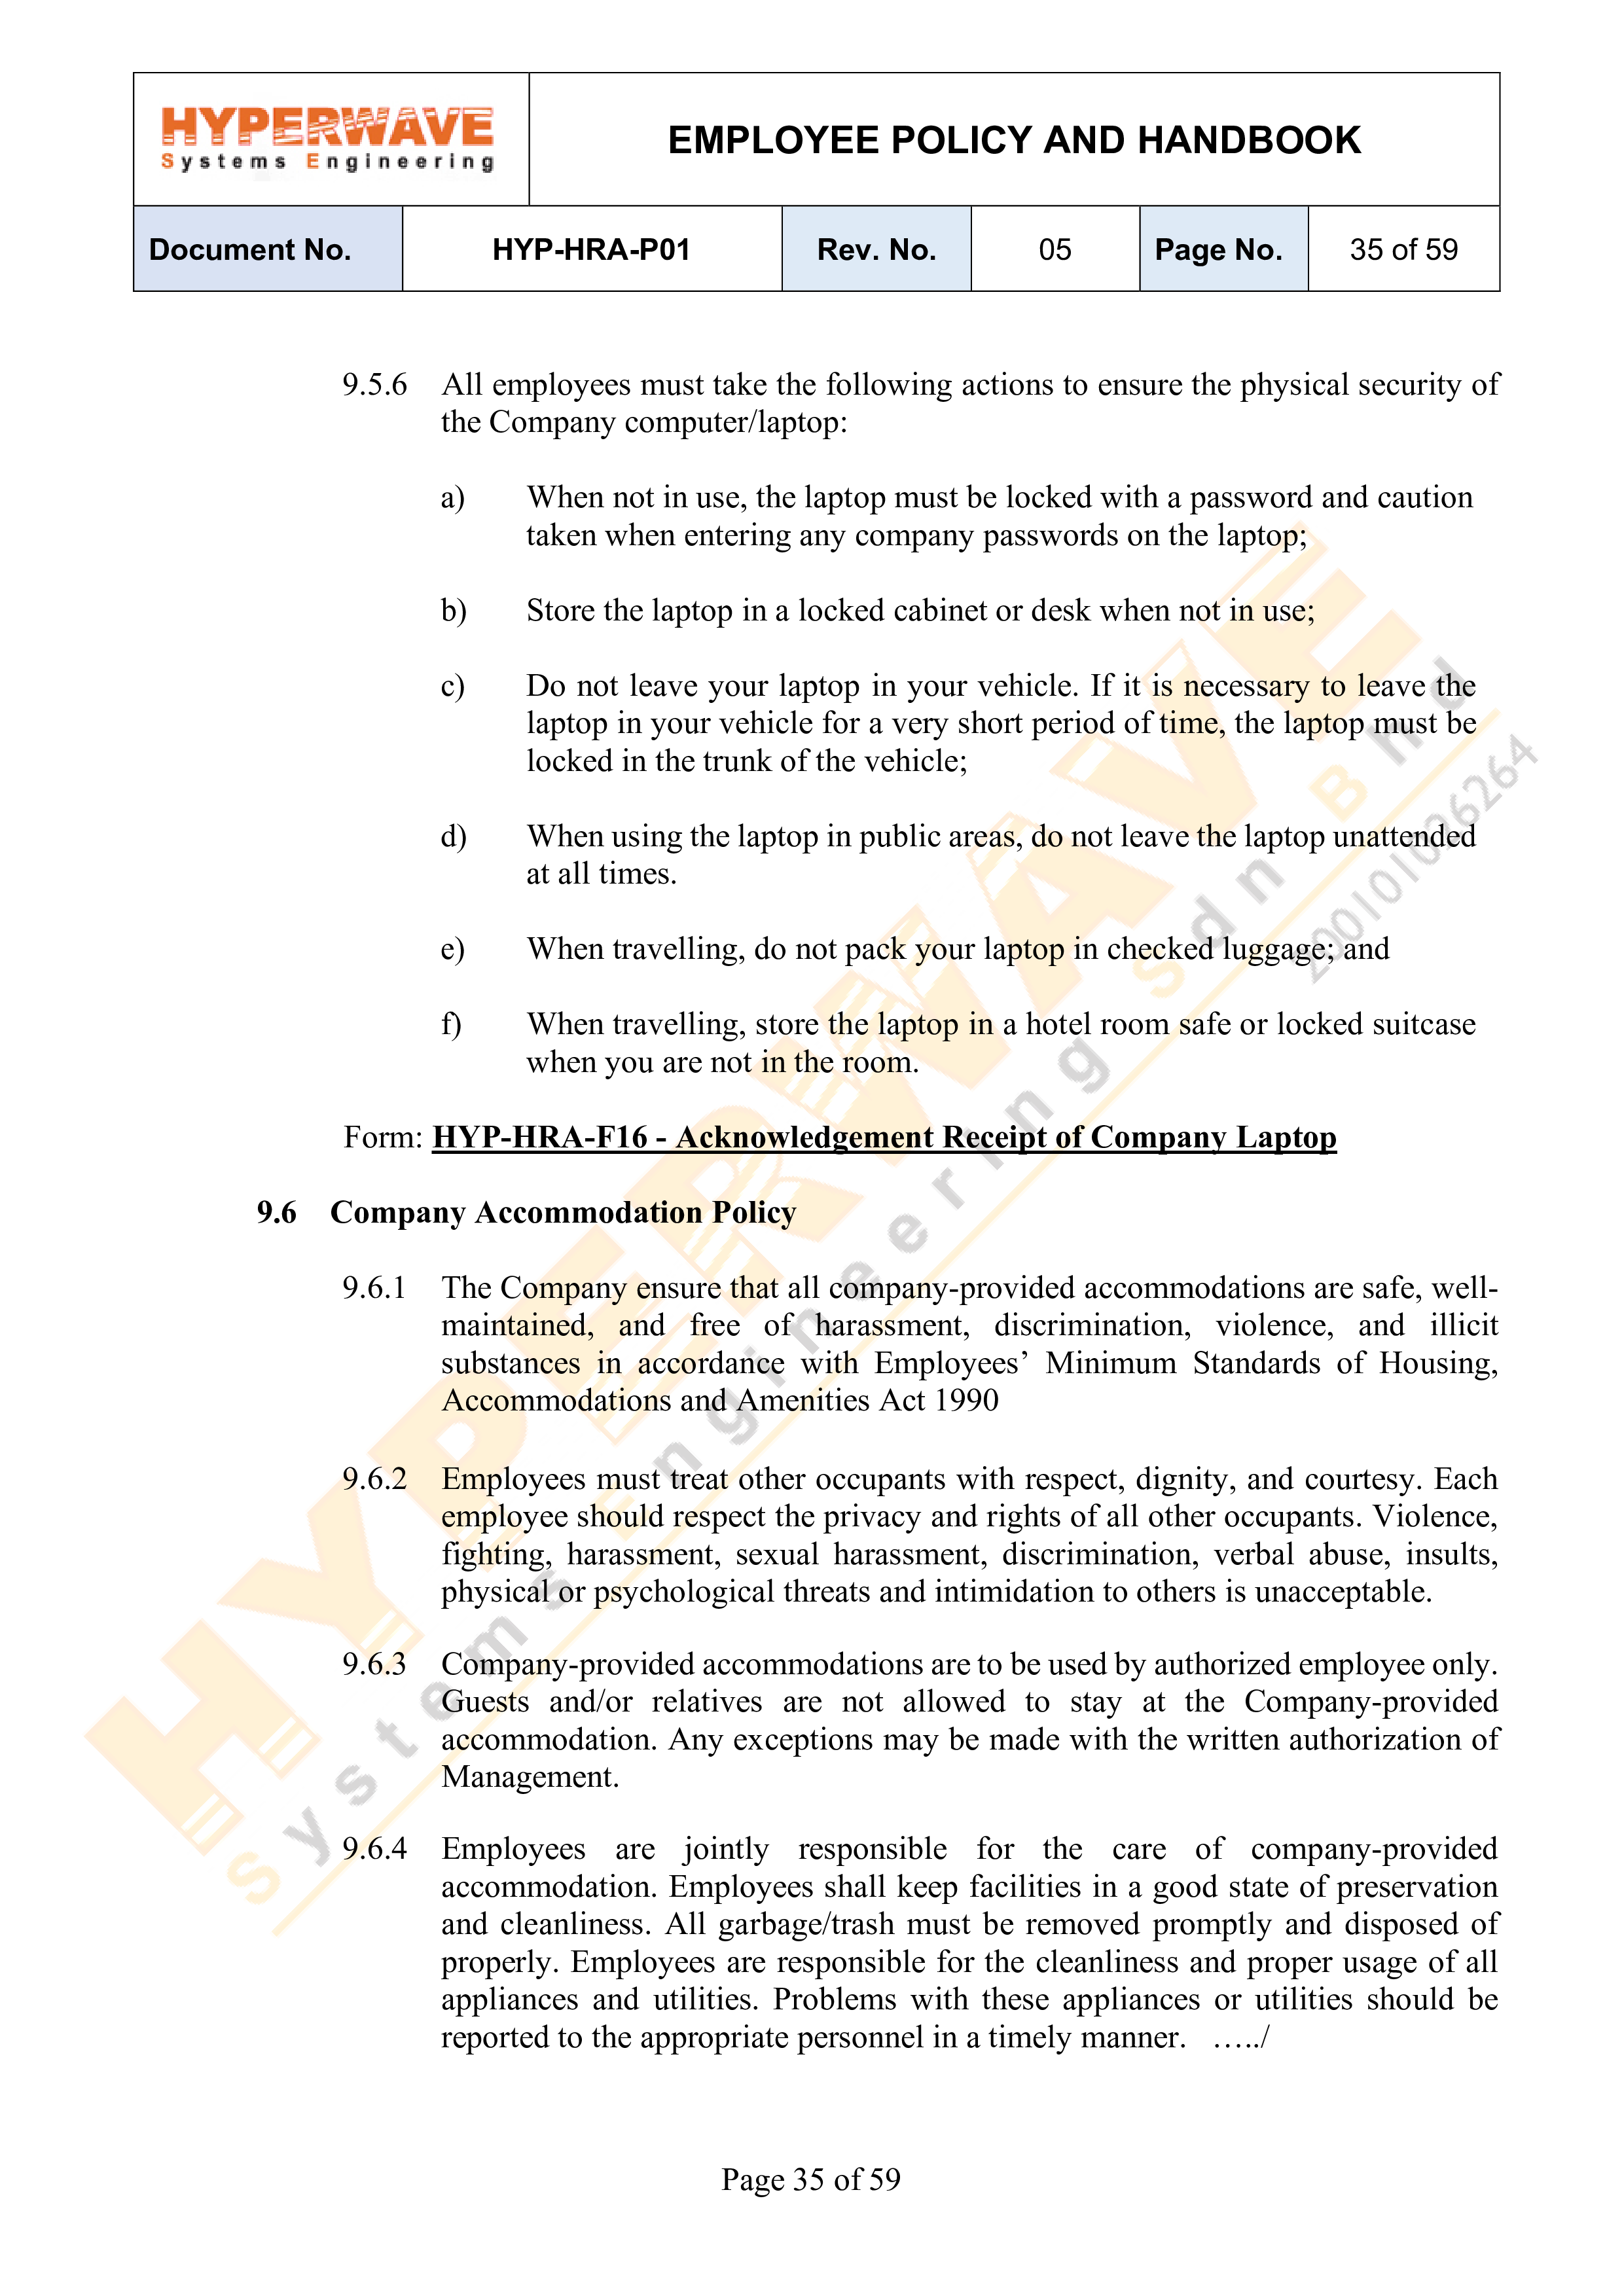 HYPERWAVE
Systems Engineering
EMPLOYEE POLICY AND HANDBOOK
Document No. HYP-HRA-P01 Rev. No. 05 Page No. 35 of 59
9.5.6 All employees must take the following actions to ensure the physical security of
the Company computer/laptop:
a) When not in use, the laptop must be locked with a password and caution
taken when entering any company passwords on the laptop;
b) Store the laptop in a locked cabinet or desk when not in use;
c) Do not leave your laptop in your vehicle. If it is necessary to leave the
laptop in your vehicle for a very short period of time, the laptop must be
locked in the trunk of the vehicle;
d) When using the laptop in public areas, do not leave the laptop unattended
at all times.
e) When travelling, do not pack your laptop in checked luggage; and
f) When travelling, store the laptop in a hotel room safe or locked suitcase
when you are not in the room.
Form: HYP-HRA-F16 - Acknowledgement Receipt of Company Laptop
9.6 Company Accommodation Policy
9.6.1 The Company ensure that all company-provided accommodations are safe, well-
maintained, and free of harassment, discrimination, violence, and illicit
substances in accordance with Employees’ Minimum Standards of Housing,
Accommodations and Amenities Act 1990
9.6.2 Employees must treat other occupants with respect, dignity, and courtesy. Each
employee should respect the privacy and rights of all other occupants. Violence,
fighting, harassment, sexual harassment, discrimination, verbal abuse, insults,
physical or psychological threats and intimidation to others is unacceptable.
9.6.3 Company-provided accommodations are to be used by authorized employee only.
Guests and/or relatives are not allowed to stay at the Company-provided
accommodation. Any exceptions may be made with the written authorization of
Management.
9.6.4 Employees are jointly responsible for the care of company-provided
accommodation. Employees shall keep facilities in a good state of preservation
and cleanliness. All garbage/trash must be removed promptly and disposed of
properly. Employees are responsible for the cleanliness and proper usage of all
appliances and utilities. Problems with these appliances or utilities should be
reported to the appropriate personnel in a timely manner. …../
HYPERWAVE
Systems Engineering Sdn Bhd
200101026264
Page 35 of 59